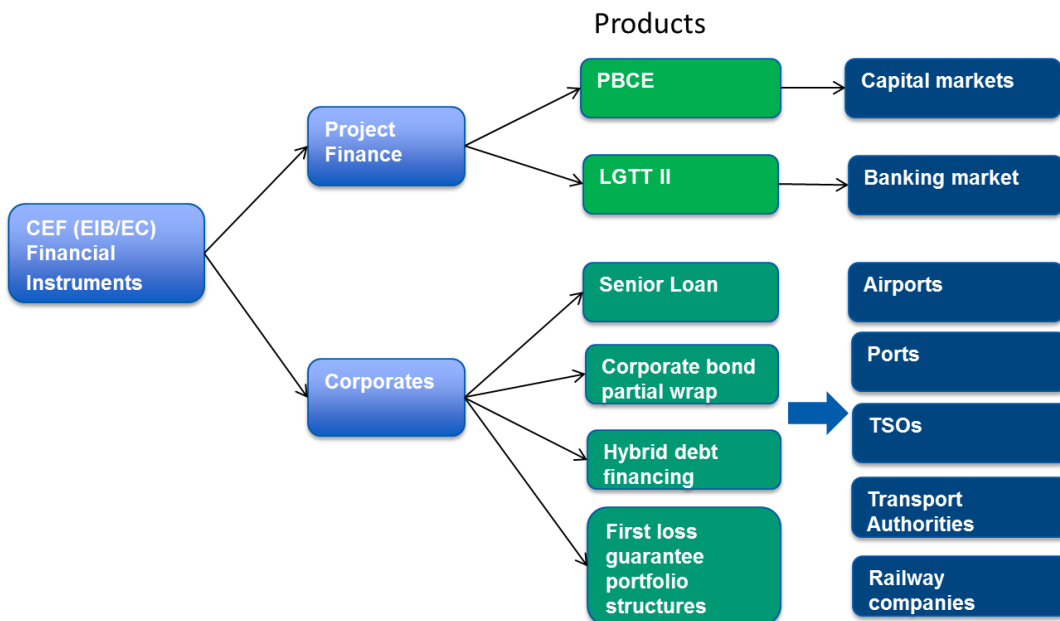 Products
CEF (EIB/EC)
Financial
Instruments
Project
Finance
PBCE
Capital markets
LGTT II
Banking market
Corporates
Senior Loan
Corporate bond
partial wrap
Hybrid debt
financing
First loss
guarantee
portfolio
structures
Airports
Ports
TSOs
Transport
Authorities
Railway
companies